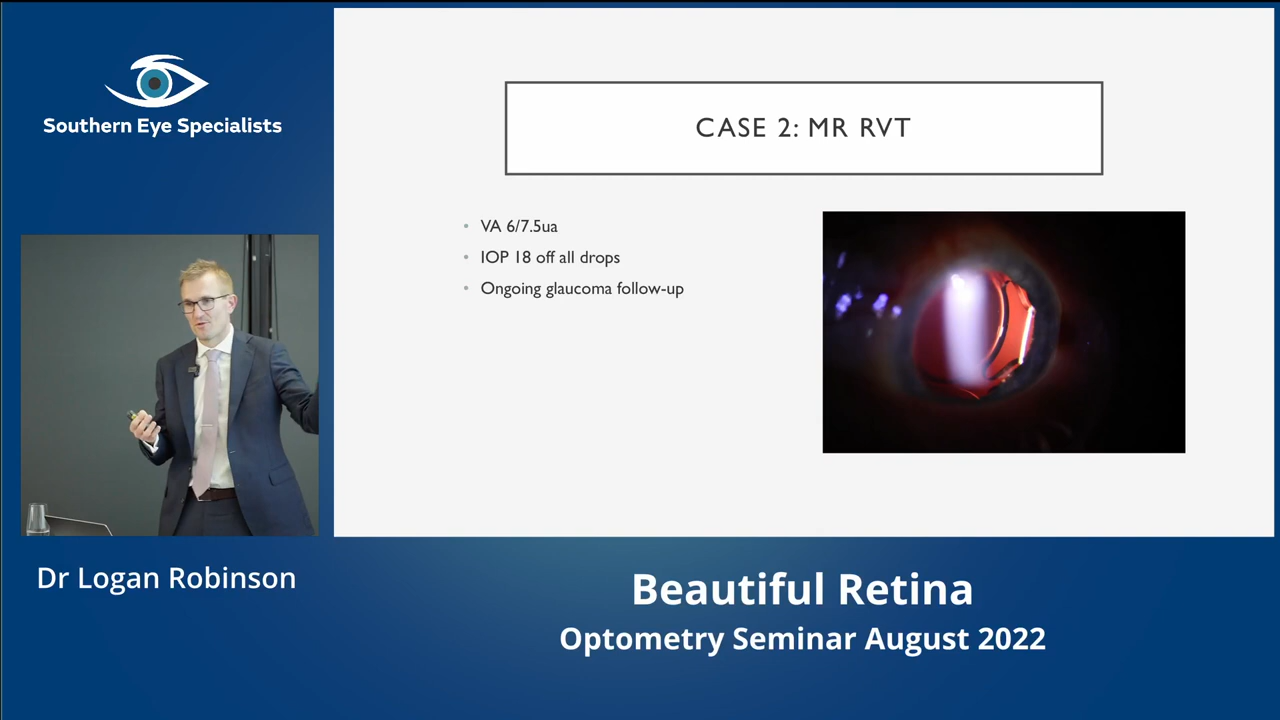 Southern Eye Specialists
CASE 2: MR RVT
VA 6/7.5ua
IOP 18 off all drops
Ongoing glaucoma follow-up
Dr Logan Robinson
Beautiful Retina
Optometry Seminar August 2022